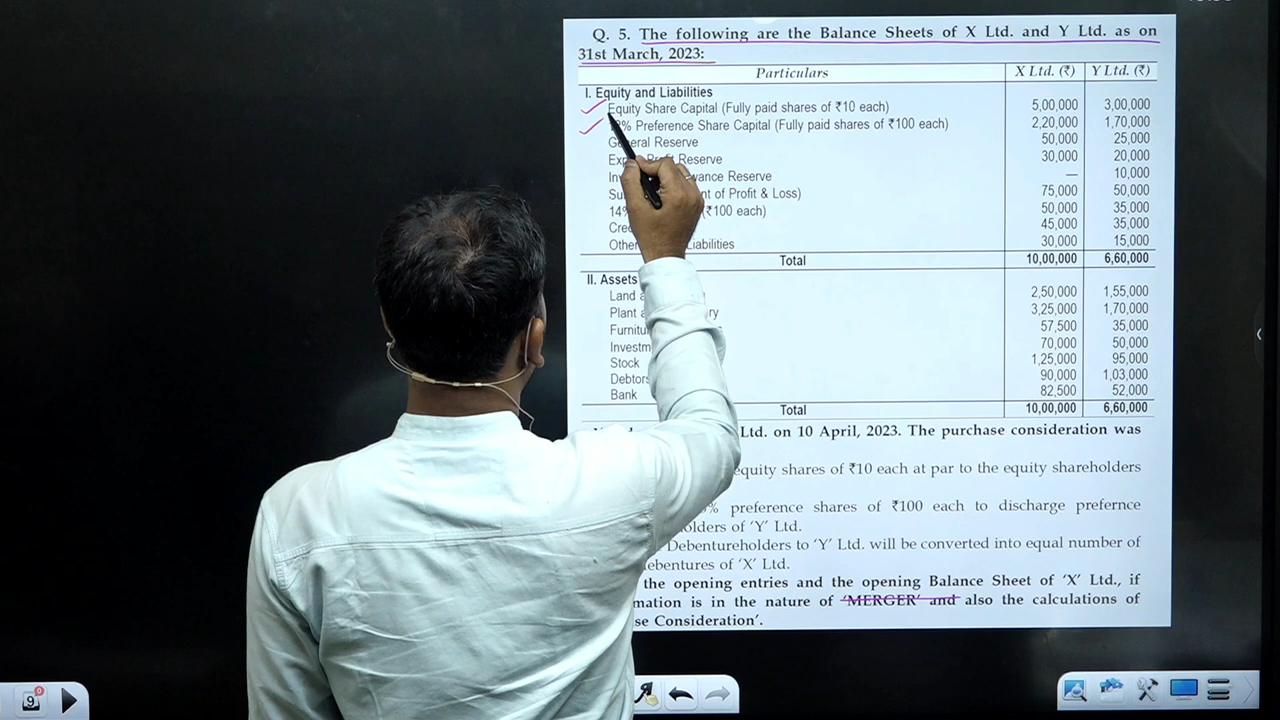 Q. 5. The following are the Balance Sheets of X Ltd. and Y Ltd. as on
31st March, 2023:
Particulars X Ltd. (₹) Y Ltd. (₹)
I. Equity and Liabilities
Equity Share Capital (Fully paid shares of ₹10 each) 5,00,000 3,00,000
% Preference Share Capital (Fully paid shares of ₹100 each) 2,20,000 1,70,000
General Reserve 50,000 25,000
Reserve 30,000 20,000
Reserve — 10,000
of Profit & Loss) 75,000 50,000
14% (₹100 each) 50,000 35,000
45,000 35,000
Other Liabilities 30,000 15,000
Total 10,00,000 6,60,000
II. Assets
Land 2,50,000 1,55,000
Plant 3,25,000 1,70,000
57,500 35,000
70,000 50,000
Stock 1,25,000 95,000
Debtors 90,000 1,03,000
Bank 82,500 52,000
Total 10,00,000 6,60,000
Ltd. on 10 April, 2023. The purchase consideration was
equity shares of ₹10 each at par to the equity shareholders
% preference shares of ₹100 each to discharge prefernce
olders of 'Y' Ltd.
Debentureholders to 'Y' Ltd. will be converted into equal number of
ebentures of 'X' Ltd.
the opening entries and the opening Balance Sheet of 'X' Ltd., if
mation is in the nature of 'MERGER' and also the calculations of
se Consideration'.
9
0